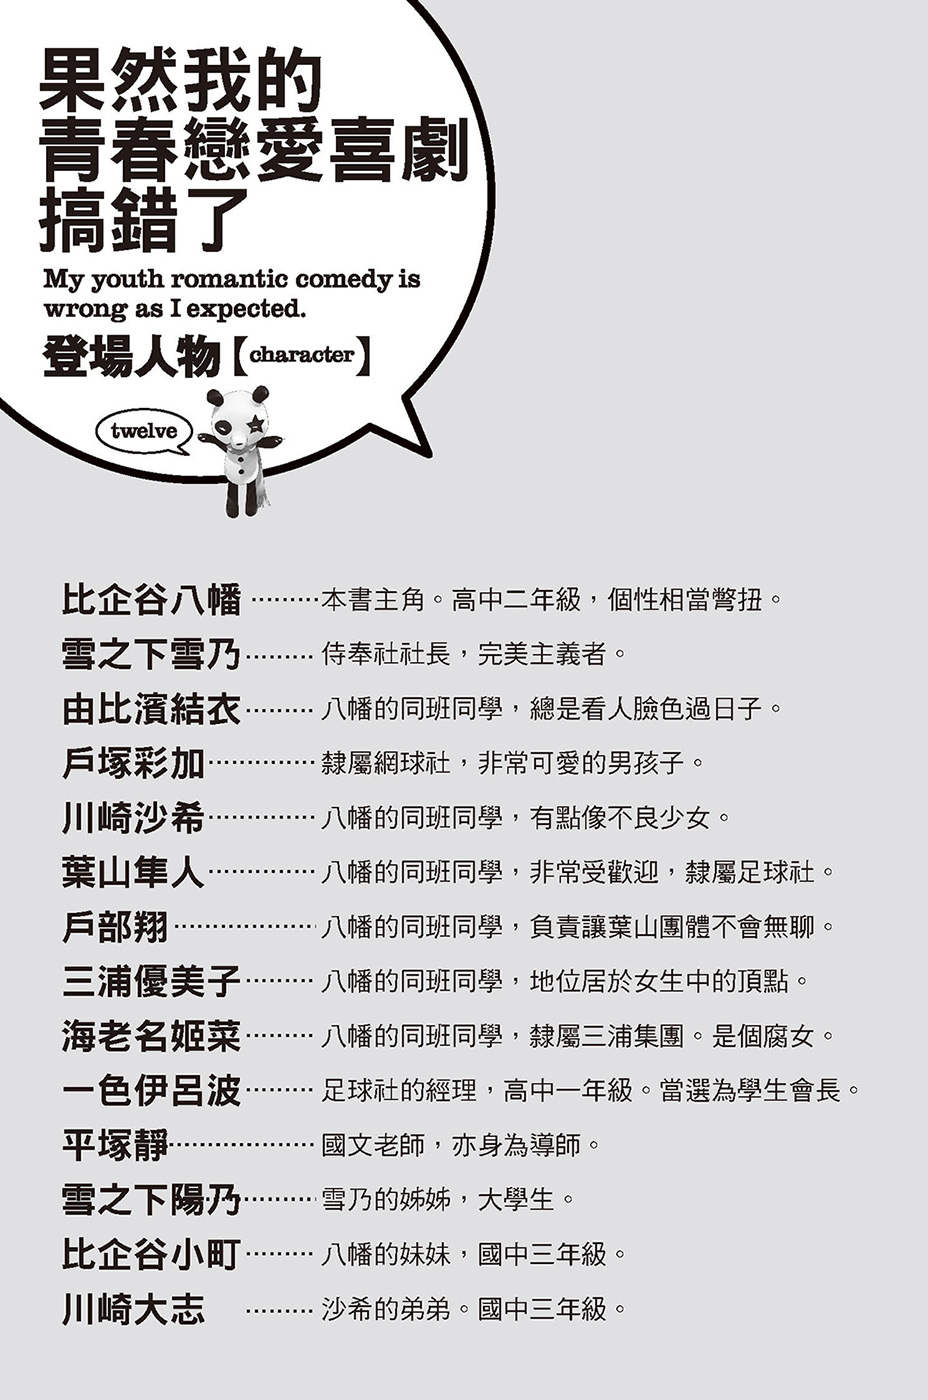 果然我的
青春戀愛喜劇
搞錯了
My youth romantic comedy is
wrong as I expected.
登場人物【character】
twelve
比企谷八幡………本書主角。高中二年級，個性相當彆扭。
雪之下雪乃………侍奉社社長，完美主義者。
由比濱結衣………八幡的同班同學，總是看人臉色過日子。
戶塚彩加……………隸屬網球社，非常可愛的男孩子。
川崎沙希……………八幡的同班同學，有點像不良少女。
葉山隼人……………八幡的同班同學，非常受歡迎，隸屬足球社。
戶部翔…………………八幡的同班同學，負責讓葉山團體不會無聊。
三浦優美子………八幡的同班同學，地位居於女生中的頂點。
海老名姬菜………八幡的同班同學，隸屬三浦集團。是個腐女。
一色伊呂波………足球社的經理，高中一年級。當選為學生會長。
平塚靜…………………國文老師，亦身為導師。
雪之下陽乃…………雪乃的姊姊，大學生。
比企谷小町………八幡的妹妹，國中三年級。
川崎大志 ………沙希的弟弟。國中三年級。